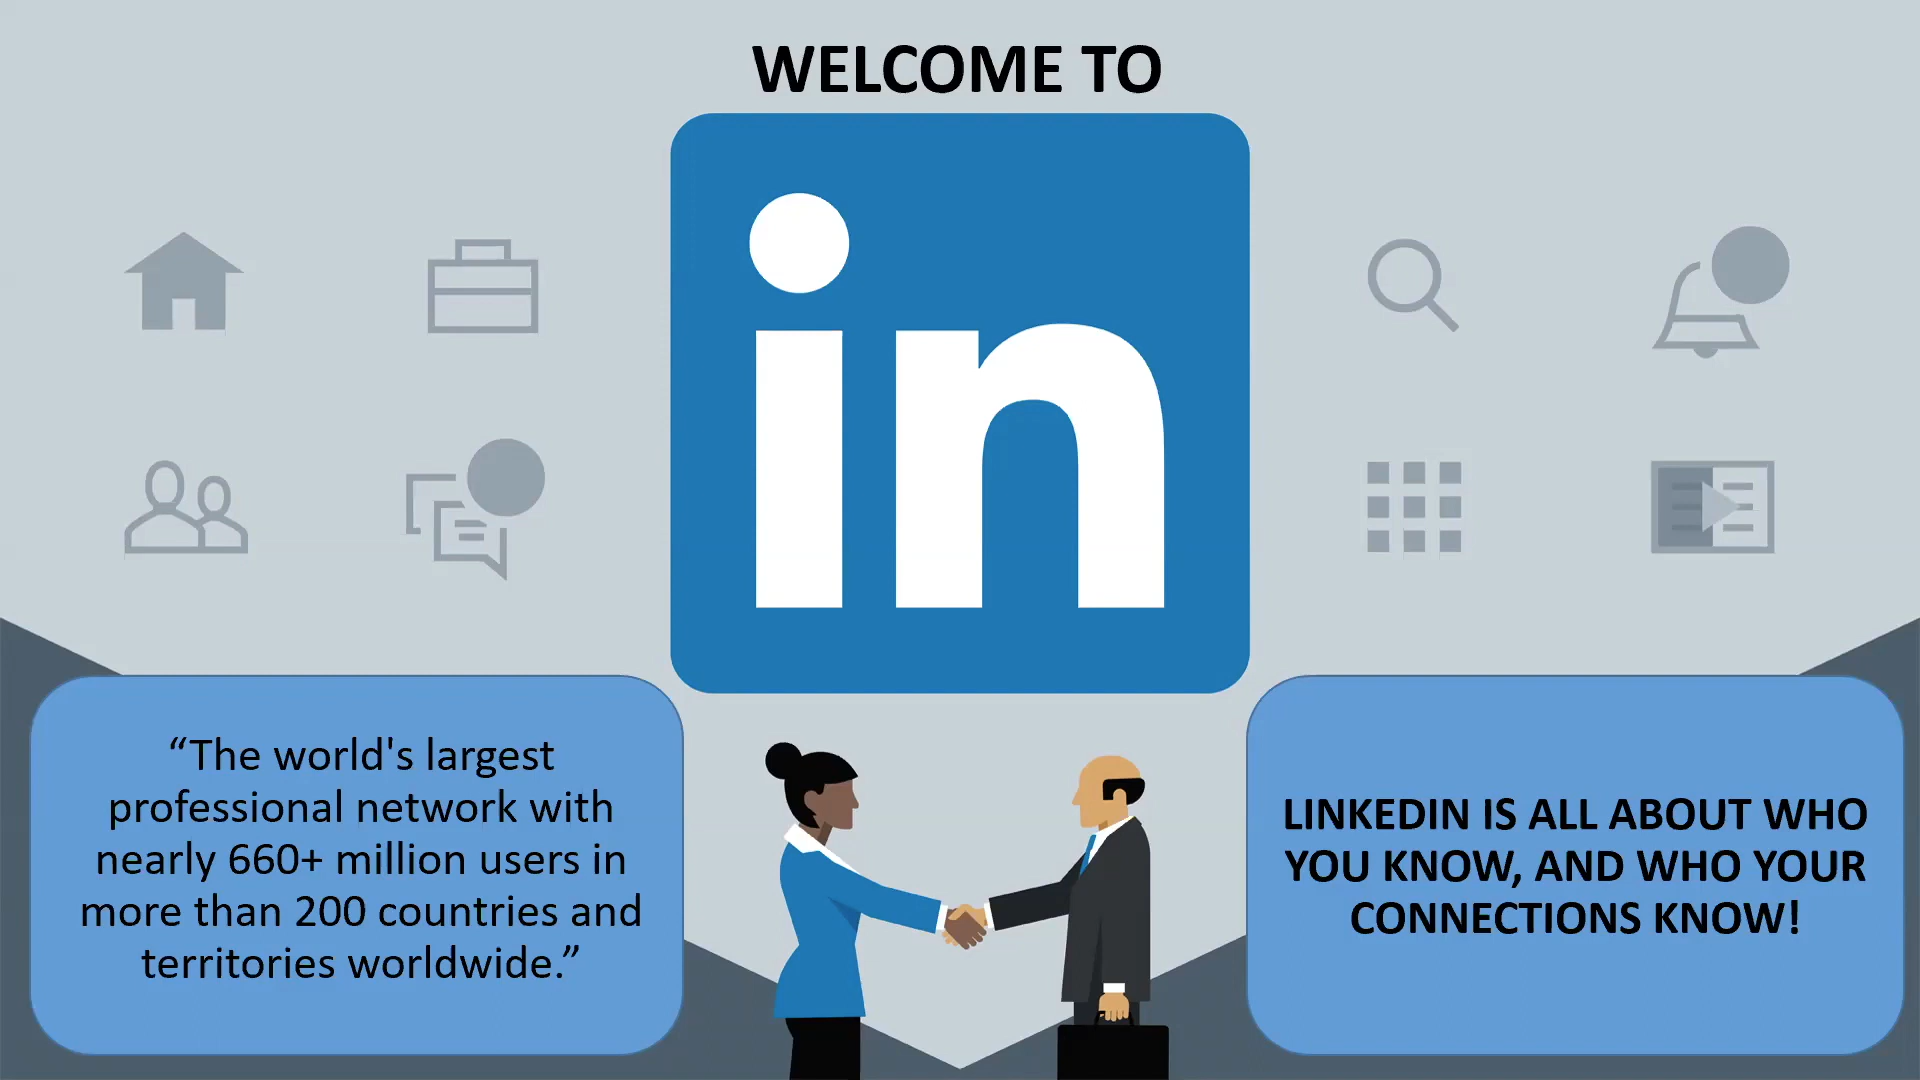 WELCOME TO
in
“The world's largest
professional network with
nearly 660+ million users in
more than 200 countries and
territories worldwide.”
LINKEDIN IS ALL ABOUT WHO
YOU KNOW, AND WHO YOUR
CONNECTIONS KNOW!